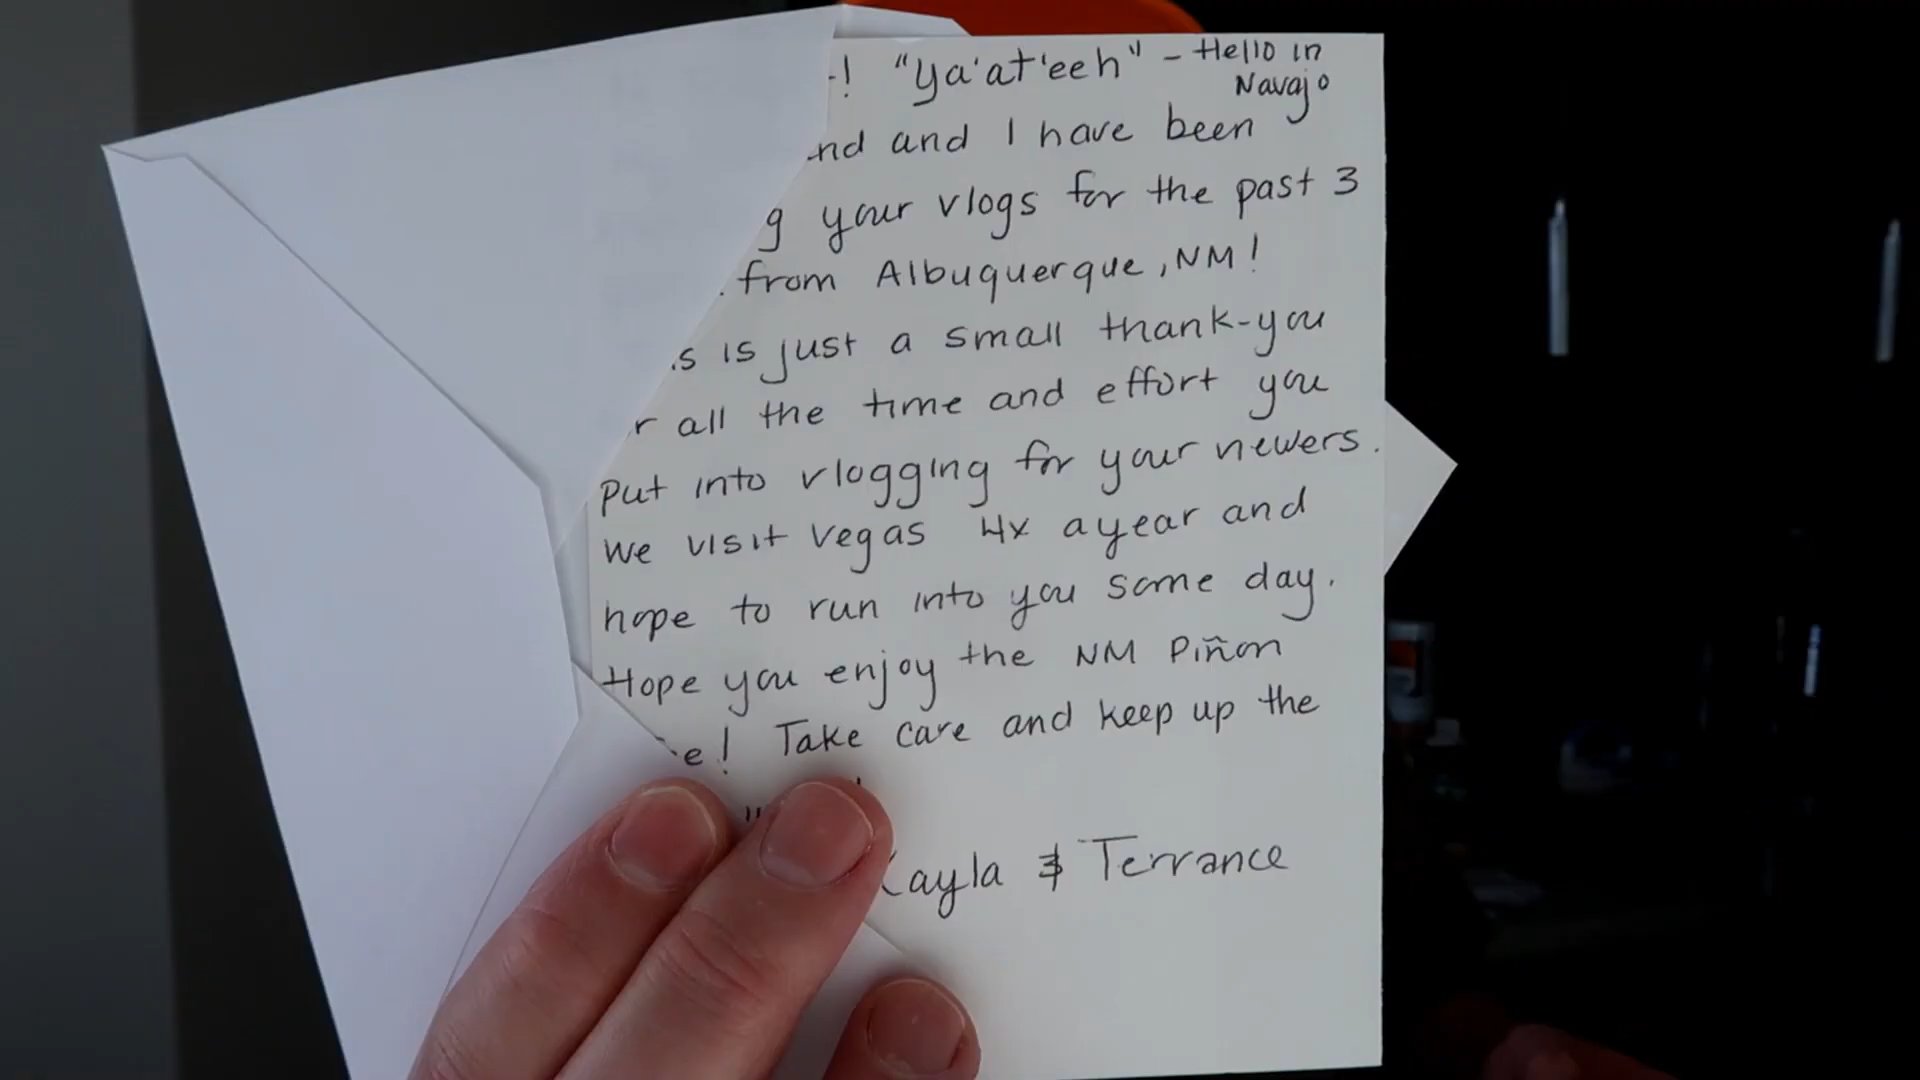 ! "ya'at'eeh" - Hello in
Navajo
and I have been
your vlogs for the past 3
from Albuquerque, NM!
is just a small thank-you
all the time and effort you
put into vlogging for your viewers.
We visit Vegas 4x a year and
hope to run into you some day.
Hope you enjoy the NM Piñon
! Take care and keep up the
Kayla & Terrance